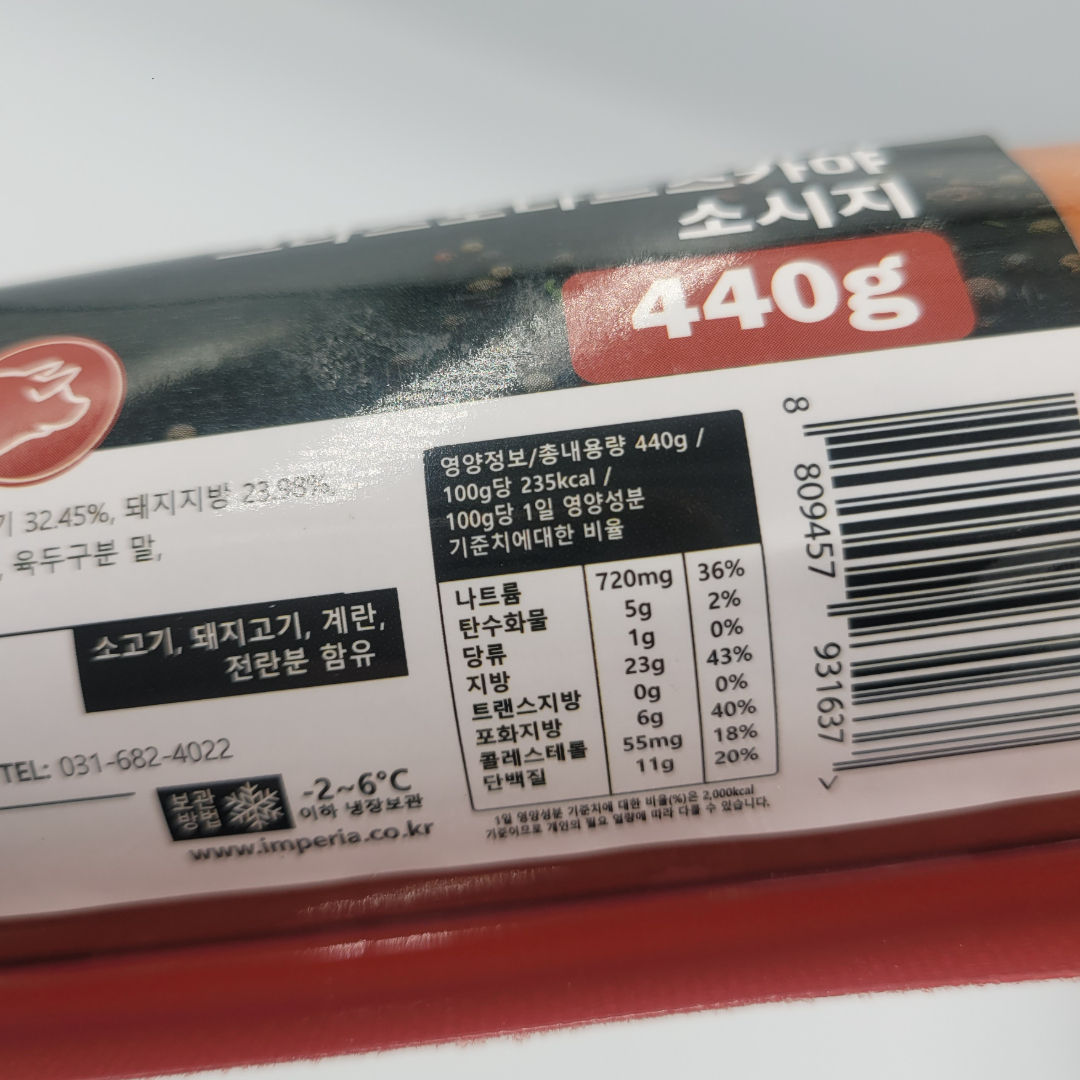 소시지
440g
32.45%, 돼지지방 23.98%,
, 육두구분 말,
소고기, 돼지고기, 계란,
전란분 함유
TEL: 031-682-4022
보관
방법
-2~6°C
이하 냉장보관
www.imperia.co.kr
영양정보/총내용량 440g /
100g당 235kcal /
100g당 1일 영양성분
기준치에대한 비율
나트륨 720mg 36%
탄수화물 5g 2%
당류 1g 0%
지방 23g 43%
트랜스지방 0g 0%
포화지방 6g 40%
콜레스테롤 55mg 18%
단백질 11g 20%
1일 영양성분 기준치에 대한 비율(%)은 2,000kcal
기준이므로 개인의 필요 열량에 따라 다를 수 있습니다.
8 809457 931637 >